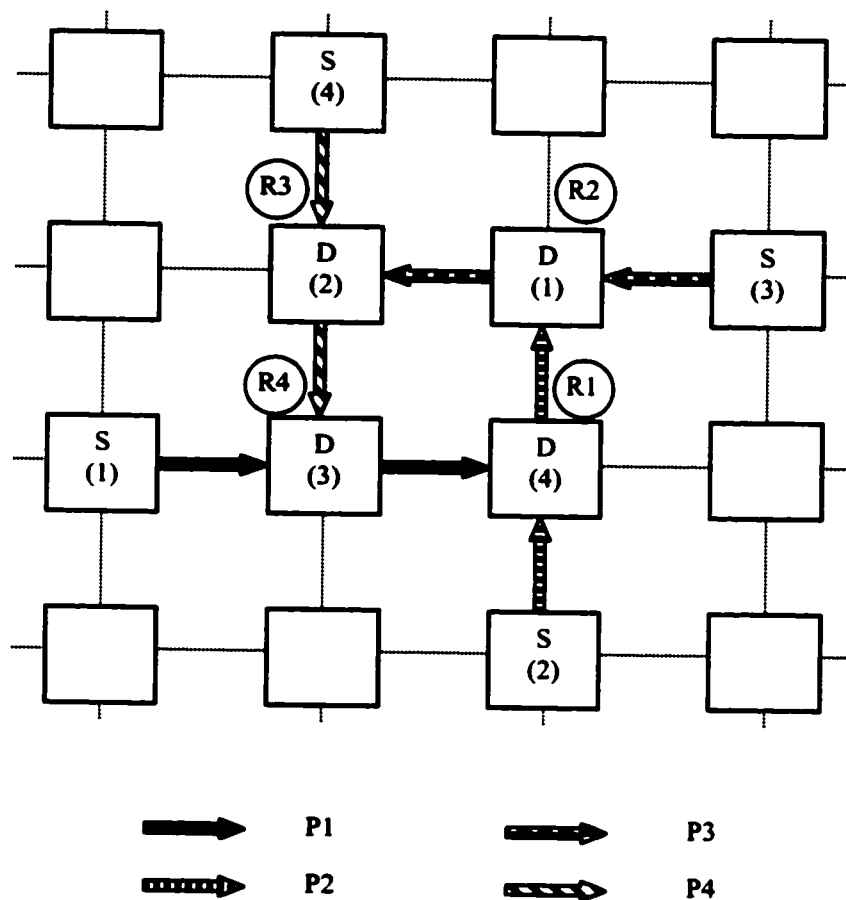 S
(4)
R3
R2
D
(2)
D
(1)
S
(3)
R4
R1
S
(1)
D
(3)
D
(4)
S
(2)
P1
P3
P2
P4